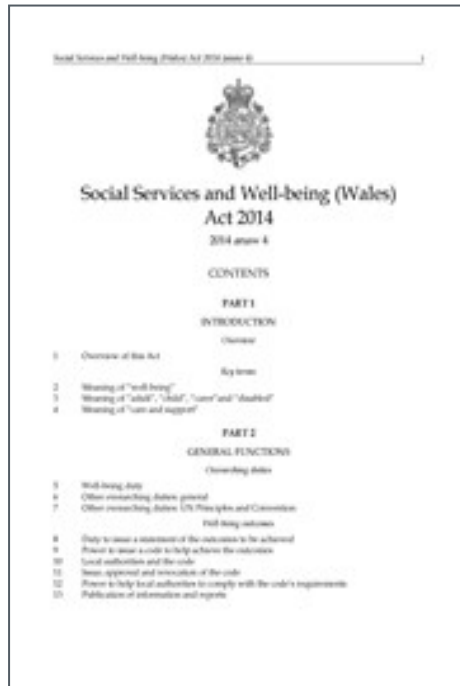 Social Services and Well-being (Wales) Act 2014 (anaw 4) 1
Social Services and Well-being (Wales)
Act 2014
2014 anaw 4
CONTENTS
PART 1
INTRODUCTION
Overview
1 Overview of this Act
Key terms
2 Meaning of "well-being"
3 Meaning of "adult", "child", "carer" and "disabled"
4 Meaning of "care and support"
PART 2
GENERAL FUNCTIONS
Overarching duties
5 Well-being duty
6 Other overarching duties: general
7 Other overarching duties: UN Principles and Convention
Well-being outcomes
8 Duty to issue a statement of the outcomes to be achieved
9 Power to issue a code to help achieve the outcomes
10 Local authorities and the code
11 Issue, approval and revocation of the code
12 Power to help local authorities to comply with the code's requirements
13 Publication of information and reports